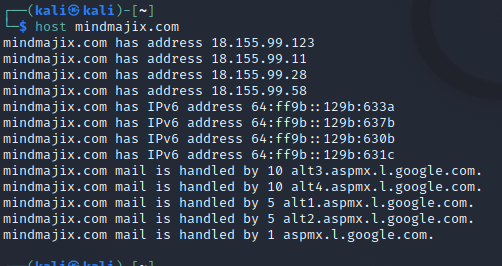 ┌──(kali㉿kali)-[~]
└─$ host mindmajix.com
mindmajix.com has address 18.155.99.123
mindmajix.com has address 18.155.99.11
mindmajix.com has address 18.155.99.28
mindmajix.com has address 18.155.99.58
mindmajix.com has IPv6 address 64:ff9b::129b:633a
mindmajix.com has IPv6 address 64:ff9b::129b:637b
mindmajix.com has IPv6 address 64:ff9b::129b:630b
mindmajix.com has IPv6 address 64:ff9b::129b:631c
mindmajix.com mail is handled by 10 alt3.aspmx.l.google.com.
mindmajix.com mail is handled by 10 alt4.aspmx.l.google.com.
mindmajix.com mail is handled by 5 alt1.aspmx.l.google.com.
mindmajix.com mail is handled by 5 alt2.aspmx.l.google.com.
mindmajix.com mail is handled by 1 aspmx.l.google.com.
┌──(kali㉿kali)-[~]